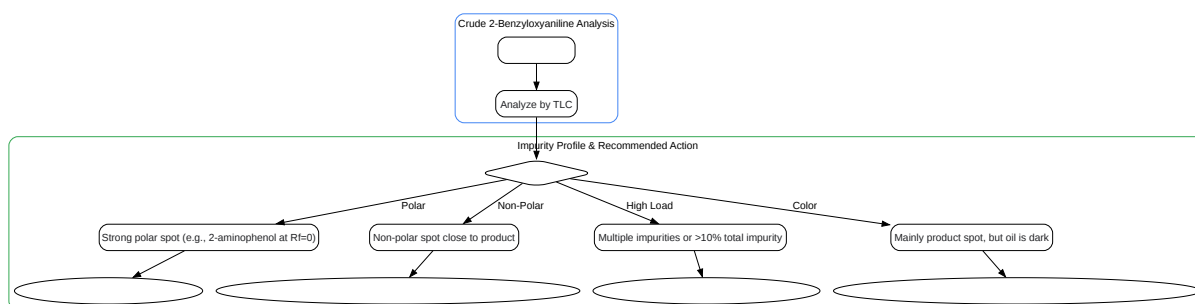 Crude 2-Benzyloxyaniline Analysis
Analyze by TLC
Impurity Profile & Recommended Action
Polar
Non-Polar
High Load
Color
Strong polar spot (e.g., 2-aminophenol at Rf=0)
Non-polar spot close to product
Multiple impurities or >10% total impurity
Mainly product spot, but oil is dark